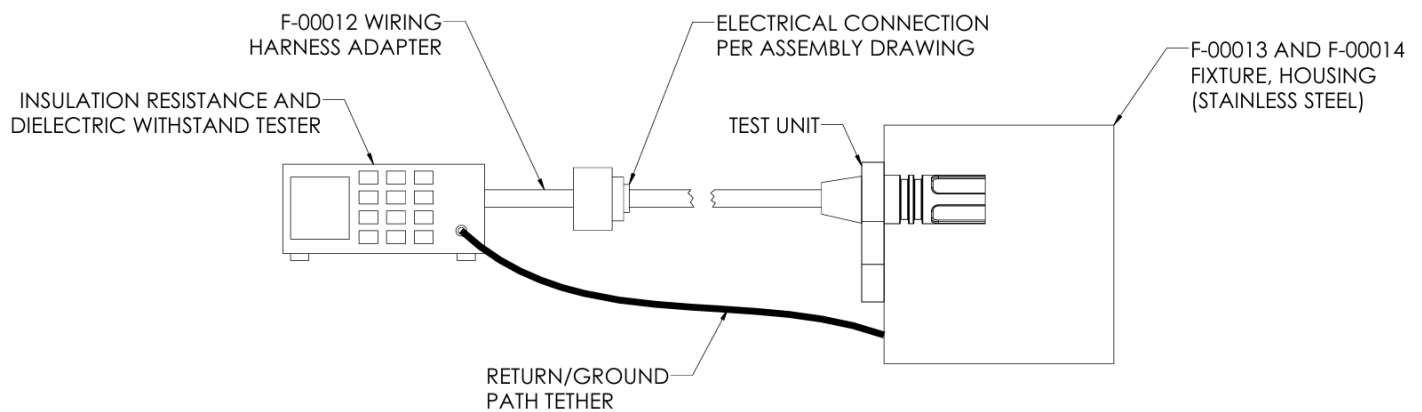 F-00012 WIRING
HARNESS ADAPTER
ELECTRICAL CONNECTION
PER ASSEMBLY DRAWING
F-00013 AND F-00014
FIXTURE, HOUSING
(STAINLESS STEEL)
INSULATION RESISTANCE AND
DIELECTRIC WITHSTAND TESTER
TEST UNIT
RETURN/GROUND
PATH TETHER